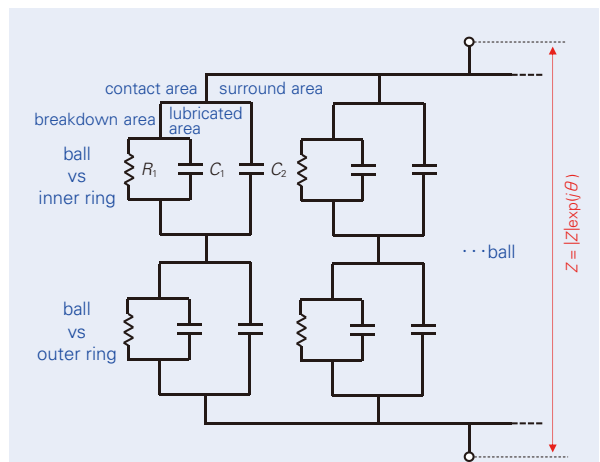 contact area
surround area
breakdown area
lubricated
area
ball
vs
inner ring
R₁
C₁
C₂
···ball
Z = |Z|exp(jθ)
ball
vs
outer ring